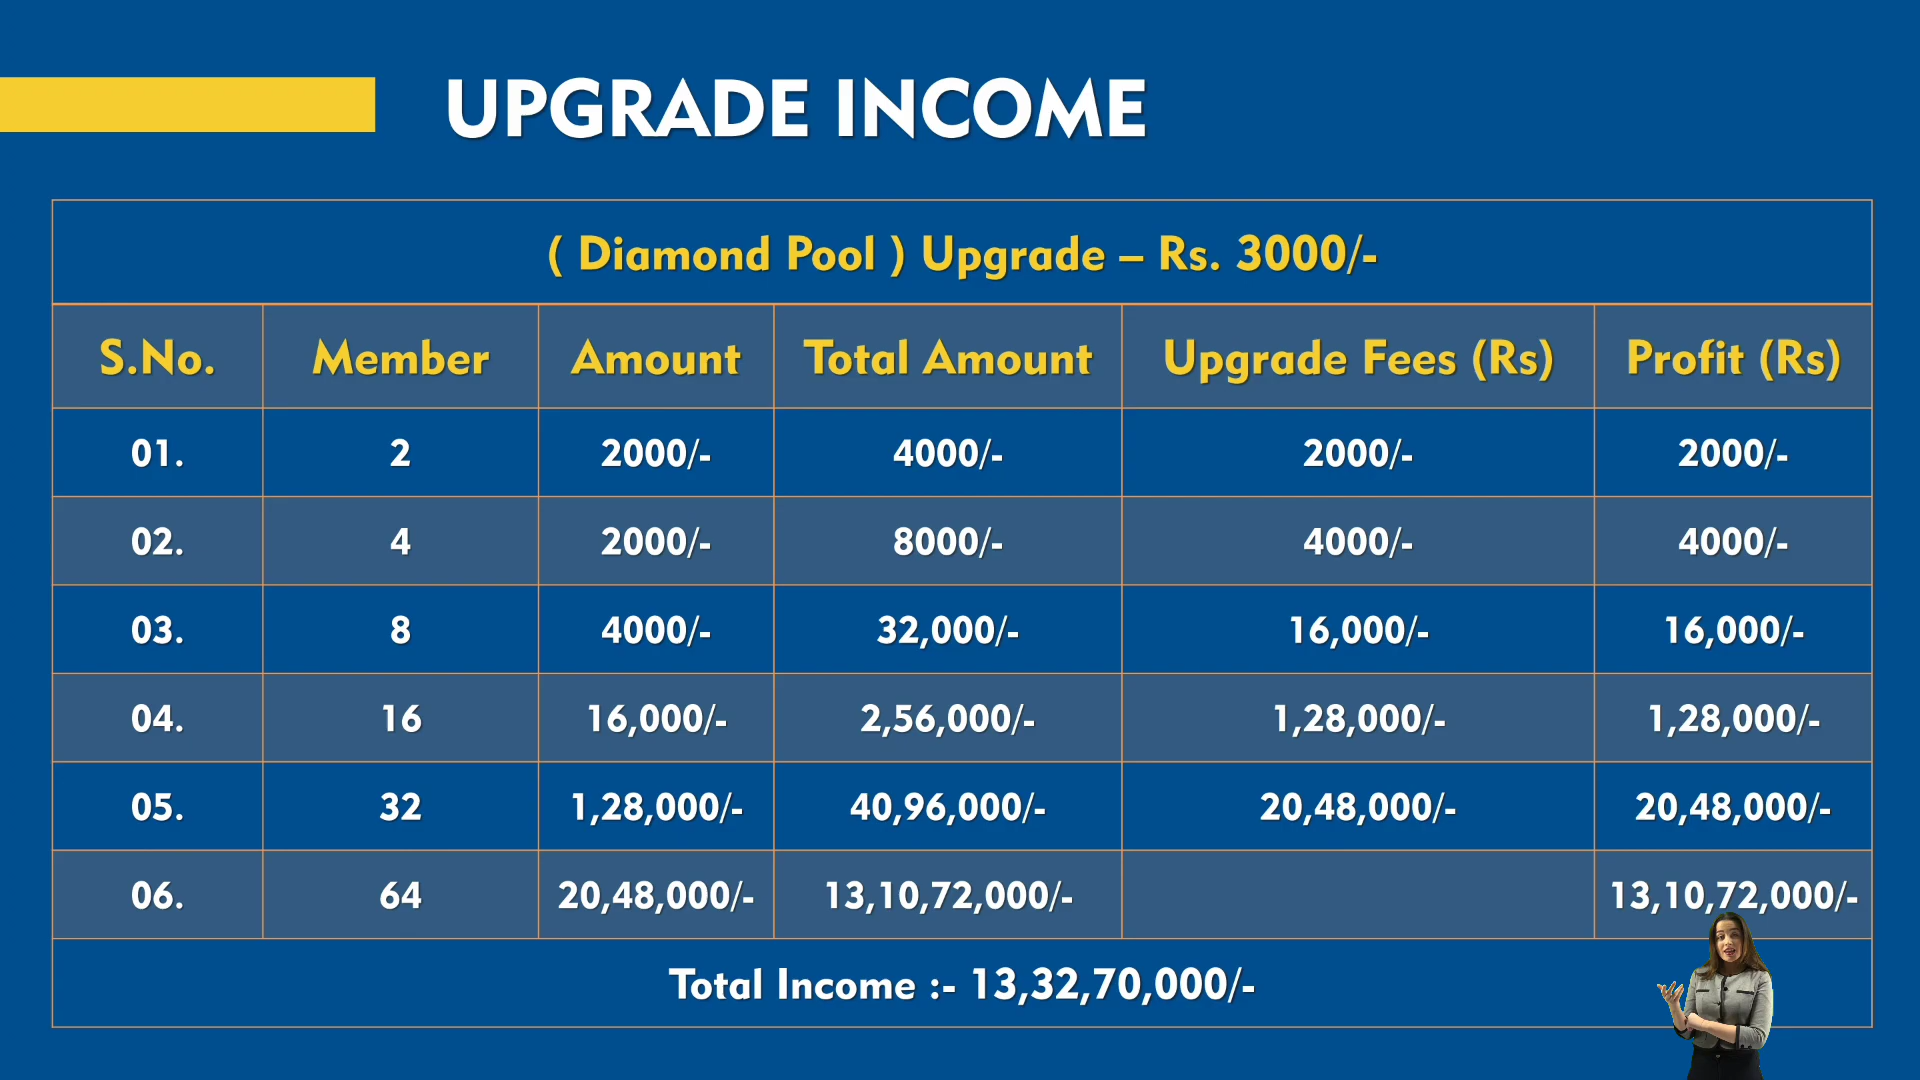 UPGRADE INCOME
( Diamond Pool ) Upgrade – Rs. 3000/-
S.No. Member Amount Total Amount Upgrade Fees (Rs) Profit (Rs)
01. 2 2000/- 4000/- 2000/- 2000/-
02. 4 2000/- 8000/- 4000/- 4000/-
03. 8 4000/- 32,000/- 16,000/- 16,000/-
04. 16 16,000/- 2,56,000/- 1,28,000/- 1,28,000/-
05. 32 1,28,000/- 40,96,000/- 20,48,000/- 20,48,000/-
06. 64 20,48,000/- 13,10,72,000/- 13,10,72,000/-
Total Income :- 13,32,70,000/-